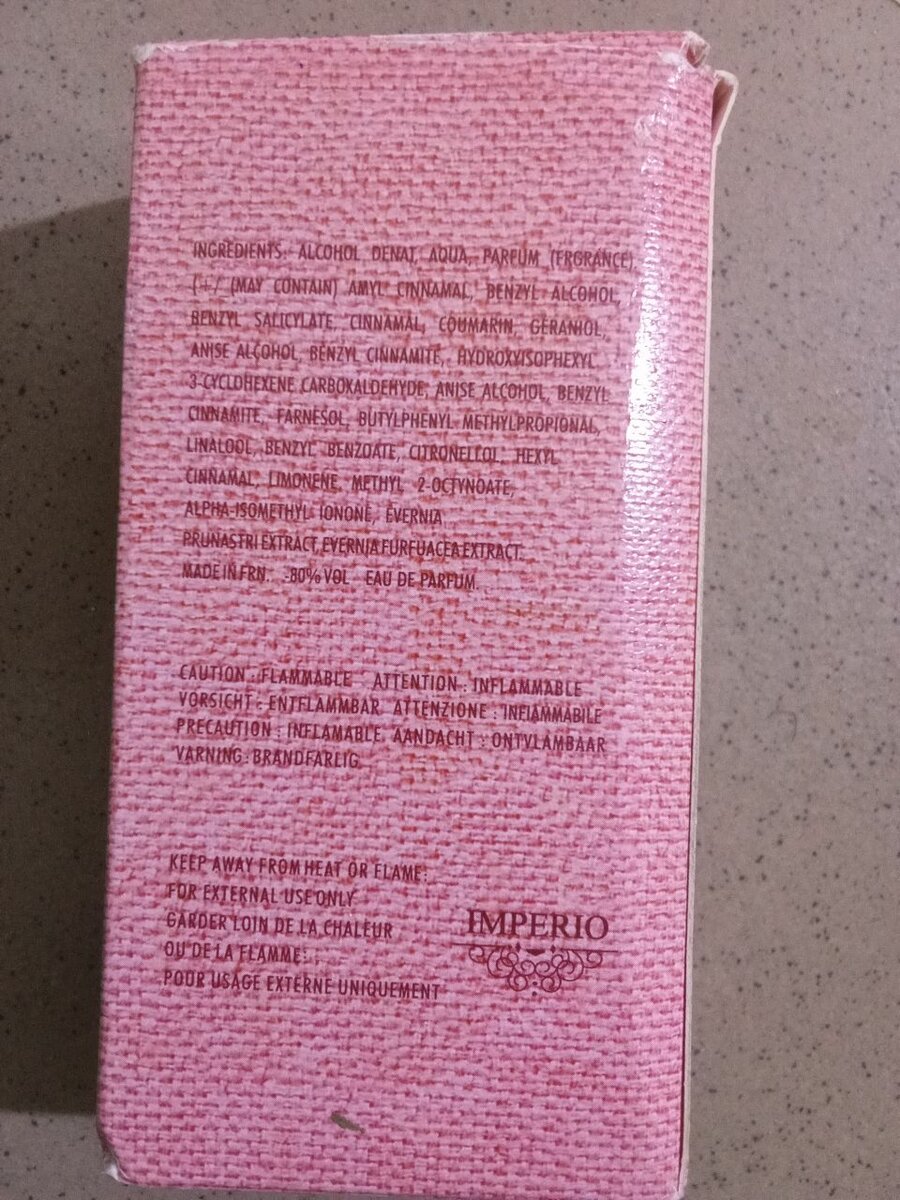 INGREDIENTS: ALCOHOL DENAT, AQUA, PARFUM (FRGRANCE),
(+/ (MAY CONTAIN) AMYL CINNAMAL, BENZYL ALCOHOL,
BENZYL SALICYLATE, CINNAMAL, COUMARIN, GERANIOL,
ANISE ALCOHOL, BENZYL CINNAMITE, HYDROXYISOPHEXYL
3-CYCLOHEXENE CARBOXALDEHYDE, ANISE ALCOHOL, BENZYL
CINNAMITE, FARNESOL, BUTYLPHENYL METHYLPROPIONAL,
LINALOOL, BENZYL BENZOATE, CITRONELLOL, HEXYL
CINNAMAL, LIMONENE, METHYL 2-OCTYNOATE,
ALPHA-ISOMETHYL IONONE, EVERNIA
PRUNASTRI EXTRACT, EVERNIA FURFUACEA EXTRACT.
MADE IN FRN. -80% VOL EAU DE PARFUM.
CAUTION : FLAMMABLE ATTENTION : INFLAMMABLE
VORSICHT : ENTFLAMMBAR ATTENZIONE : INFIAMMABILE
PRECAUTION : INFLAMABLE, AANDACHT : ONTVLAMBAAR
VARNING : BRANDFARLIG,
KEEP AWAY FROM HEAT OR FLAME:
FOR EXTERNAL USE ONLY
GARDER LOIN DE LA CHALEUR
OU DE LA FLAMME: :
POUR USAGE EXTERNE UNIQUEMENT
IMPERIO